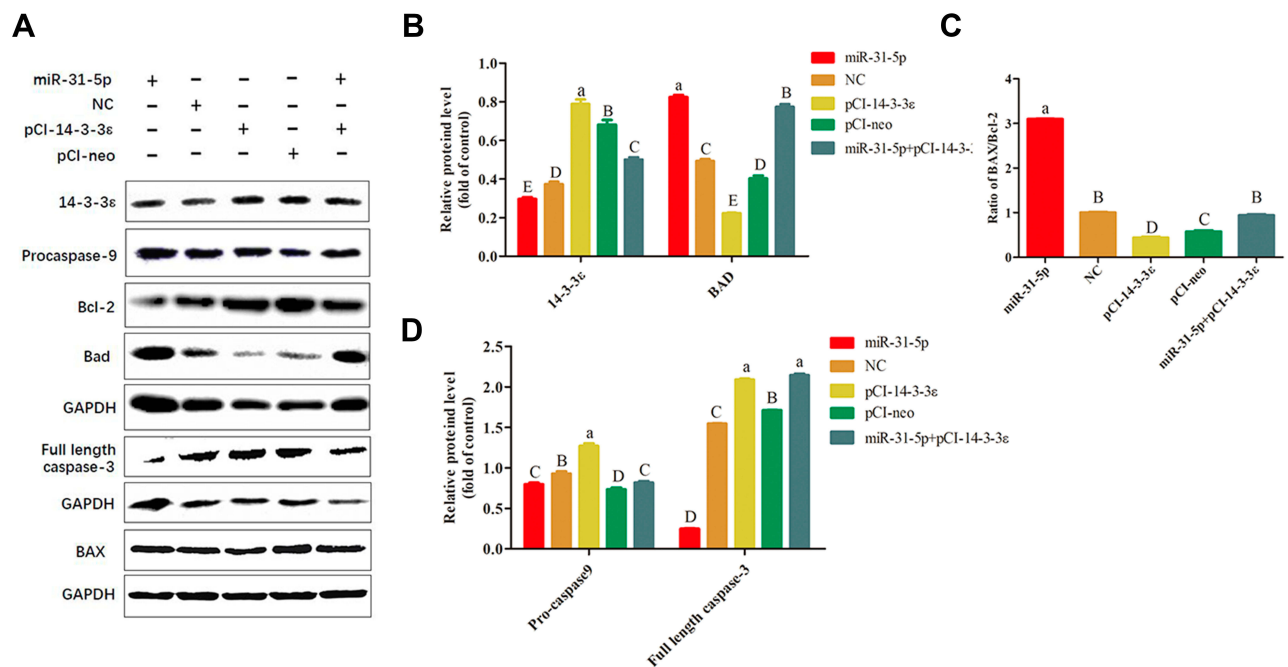 A
miR-31-5p + − − − +
NC − + − − −
pCI-14-3-3ε − − + − +
pCI-neo − − − + −
14-3-3ε
Procaspase-9
Bcl-2
Bad
GAPDH
Full length
caspase-3
GAPDH
BAX
GAPDH
B
Relative proteind level
(fold of control)
1.0
0.8
0.6
0.4
0.2
0.0
E D a B C
a C E D B
14-3-3ε
BAD
miR-31-5p
NC
pCI-14-3-3ε
pCI-neo
miR-31-5p+pCI-14-3-
C
Ratio of BAX/Bcl-2
4
3
2
1
0
a B D C B
miR-31-5p
NC
pCI-14-3-3ε
pCI-neo
miR-31-5p+pCI-14-3-3ε
D
Relative proteind level
(fold of control)
2.5
2.0
1.5
1.0
0.5
0.0
C B a D C
D C a B a
Pro-caspase9
Full length caspase-3
miR-31-5p
NC
pCI-14-3-3ε
pCI-neo
miR-31-5p+pCI-14-3-3ε